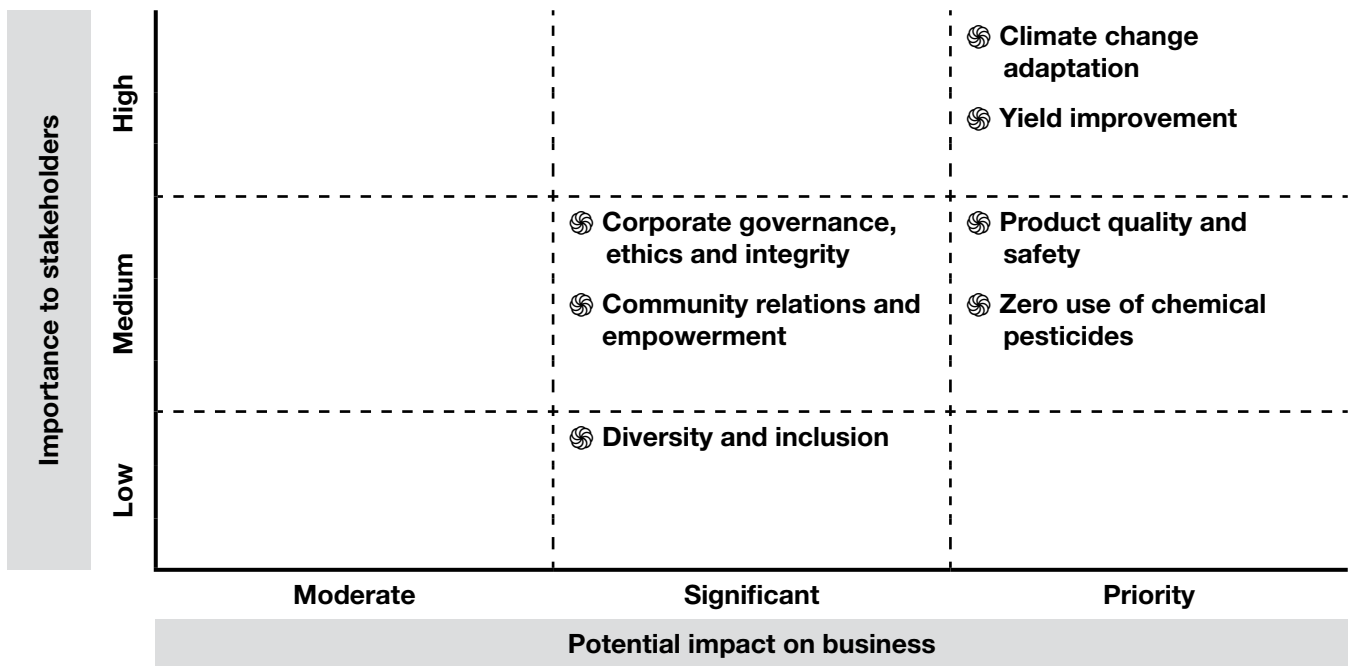 Importance to stakeholders
High
Climate change
adaptation
Yield improvement
Medium
Corporate governance,
ethics and integrity
Community relations and
empowerment
Product quality and
safety
Zero use of chemical
pesticides
Low
Diversity and inclusion
Moderate
Significant
Priority
Potential impact on business